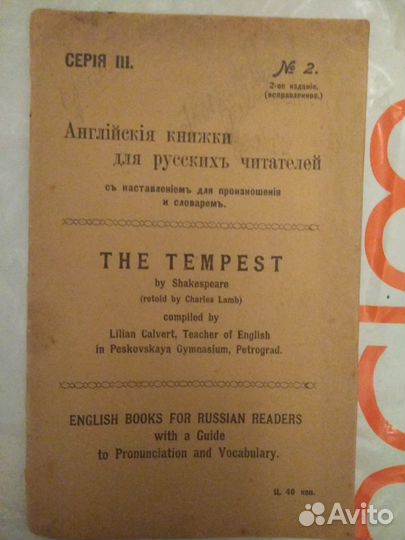 СЕРІЯ III.
№ 2.
2-ое изданіе.
(исправленное.)
Англійскія книжки
для русскихъ читателей
съ наставленіемъ для произношенія
и словаремъ.
THE TEMPEST
by Shakespeare
(retold by Charles Lamb)
compiled by
Lilian Calvert, Teacher of English
in Peskovskaya Gymnasium, Petrograd.
ENGLISH BOOKS FOR RUSSIAN READERS
with a Guide
to Pronunciation and Vocabulary.
Ц. 40 коп.
Avito